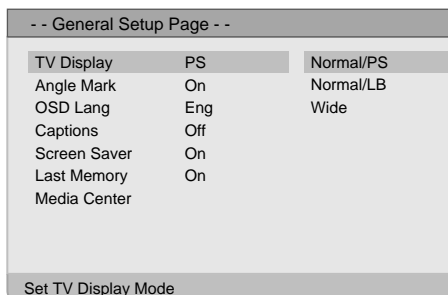 - - General Setup Page - -
TV Display PS Normal/PS
Angle Mark On Normal/LB
OSD Lang Eng Wide
Captions Off
Screen Saver On
Last Memory On
Media Center
Set TV Display Mode